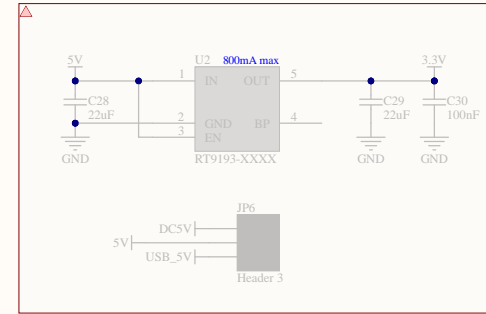 5V
U2 800mA max
3.3V
1 IN OUT 5
C28
22uF
2 GND BP 4
3 EN
C29
22uF
C30
100nF
GND
RT9193-XXXX
GND
GND
JP6
DC5V
5V
USB_5V
Header 3